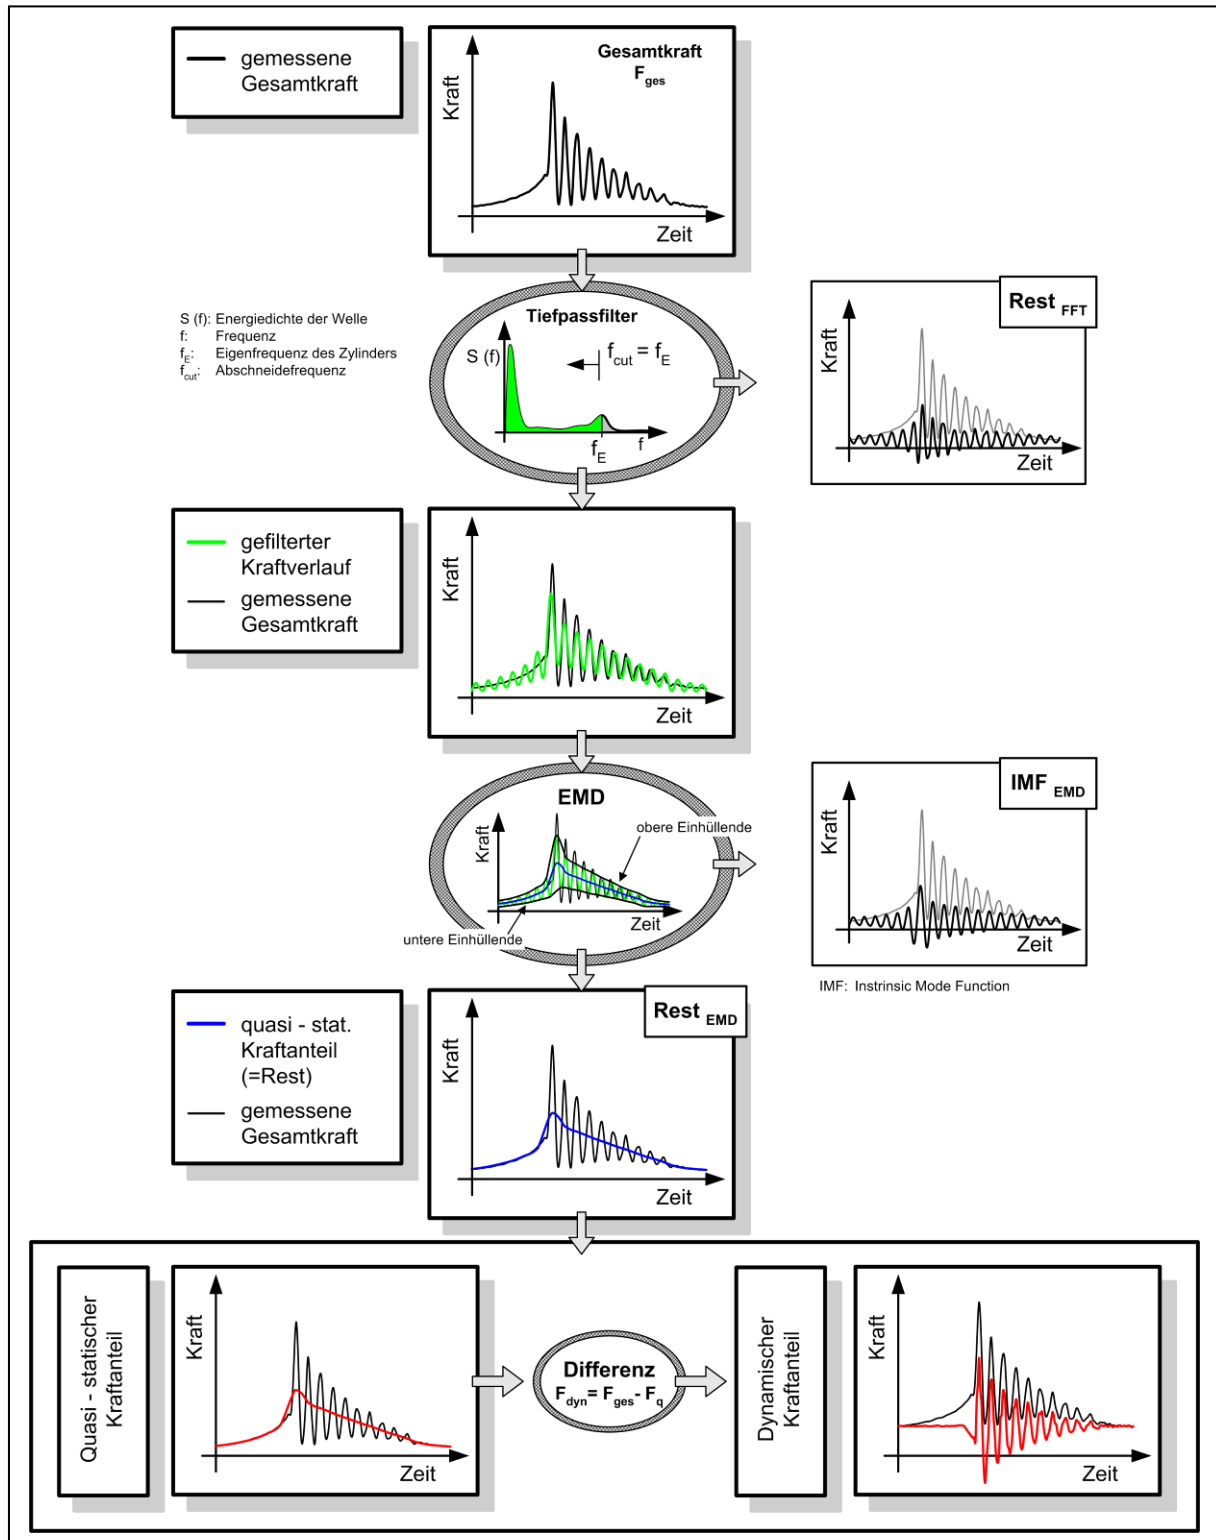 gemessene
Gesamtkraft
Gesamtkraft
F ges
Kraft
Zeit
S (f): Energiedichte der Welle
f: Frequenz
fE: Eigenfrequenz des Zylinders
fcut: Abschneidefrequenz
Tiefpassfilter
S (f)
fcut = fE
fE
f
Rest FFT
Kraft
Zeit
gefilterter
Kraftverlauf
gemessene
Gesamtkraft
Kraft
Zeit
EMD
Kraft
obere Einhüllende
Zeit
untere Einhüllende
IMF EMD
Kraft
Zeit
IMF: Instrinsic Mode Function
quasi - stat.
Kraftanteil
(=Rest)
gemessene
Gesamtkraft
Rest EMD
Kraft
Zeit
Quasi - statischer
Kraftanteil
Kraft
Zeit
Differenz
Fdyn= Fges- Fq
Dynamischer
Kraftanteil
Kraft
Zeit